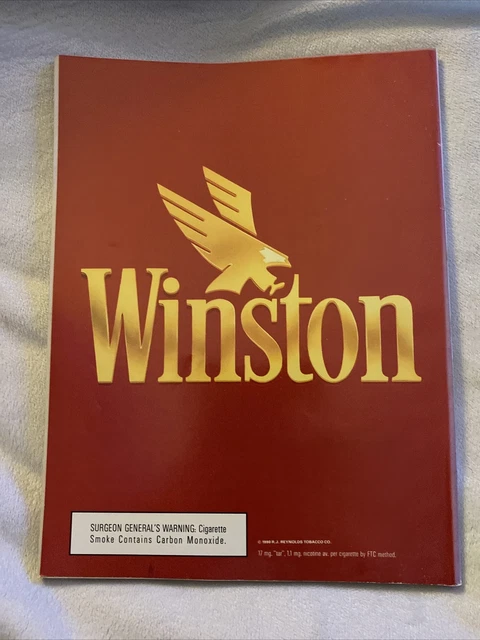 Winston
SURGEON GENERAL'S WARNING: Cigarette
Smoke Contains Carbon Monoxide.
R.J. REYNOLDS TOBACCO CO.
17 mg. "tar", 1.1 mg. nicotine av. per cigarette by FTC method.